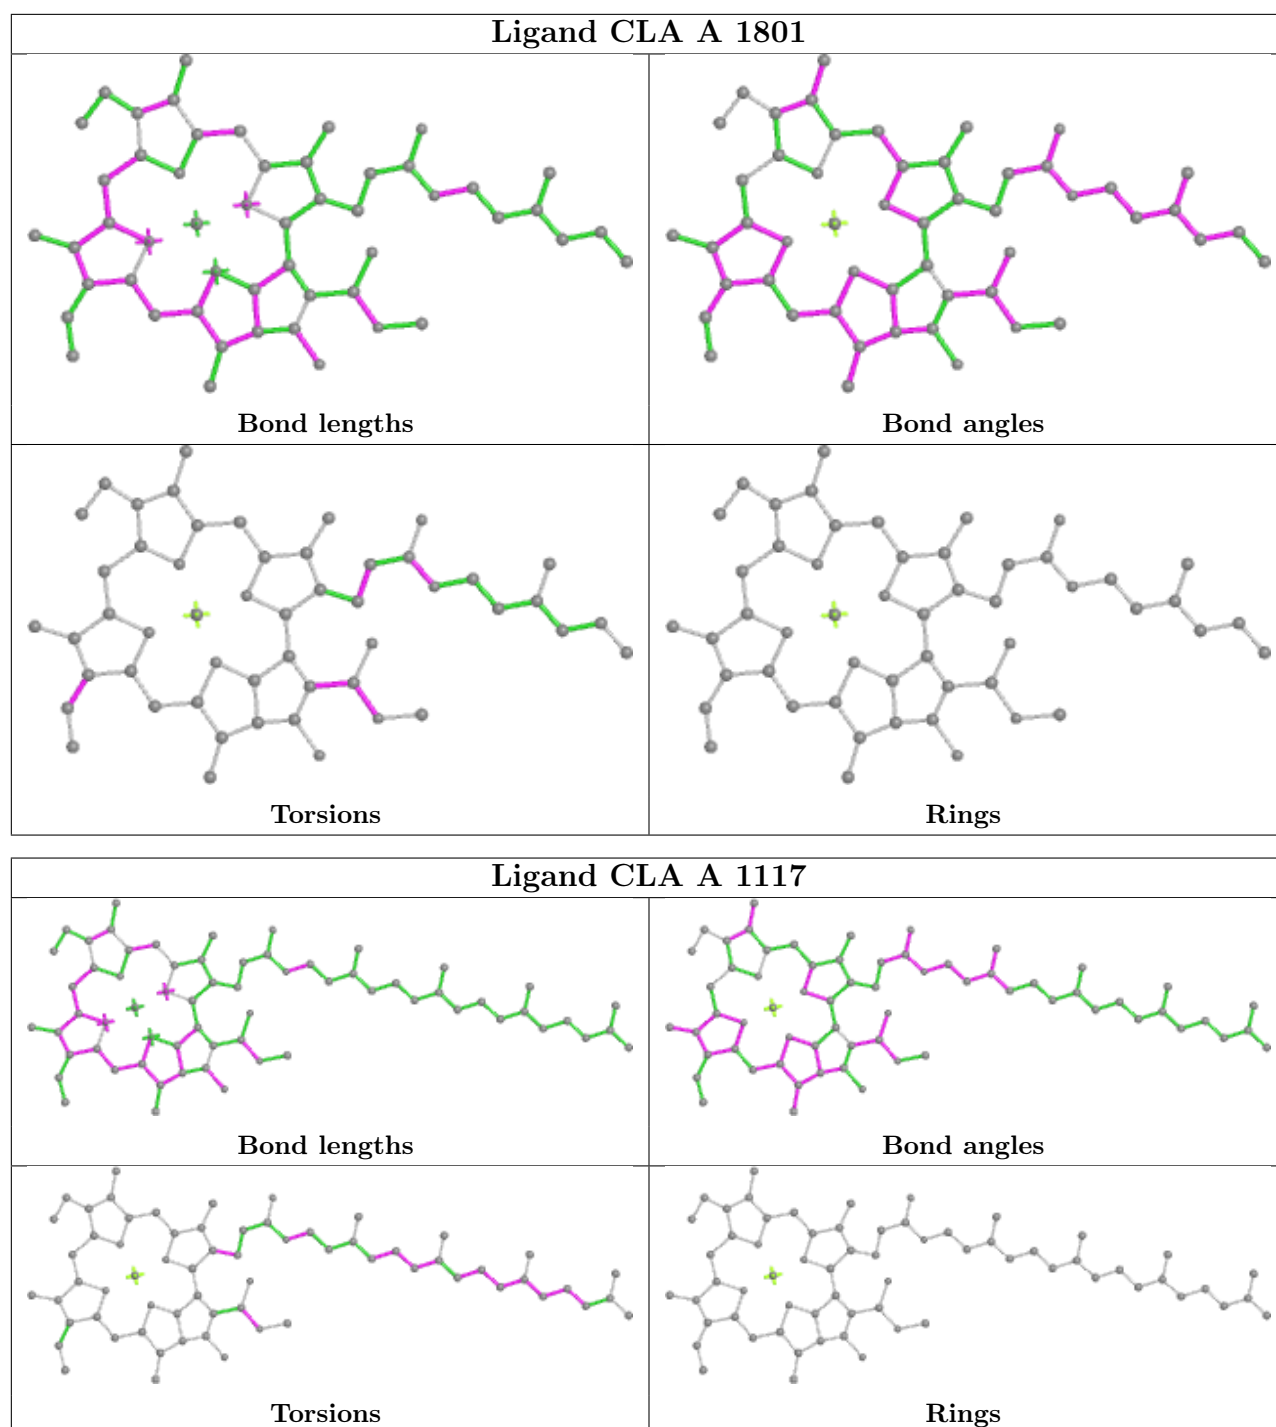 Ligand CLA A 1801
Bond lengths
Bond angles
Torsions
Rings
Ligand CLA A 1117
Bond lengths
Bond angles
Torsions
Rings